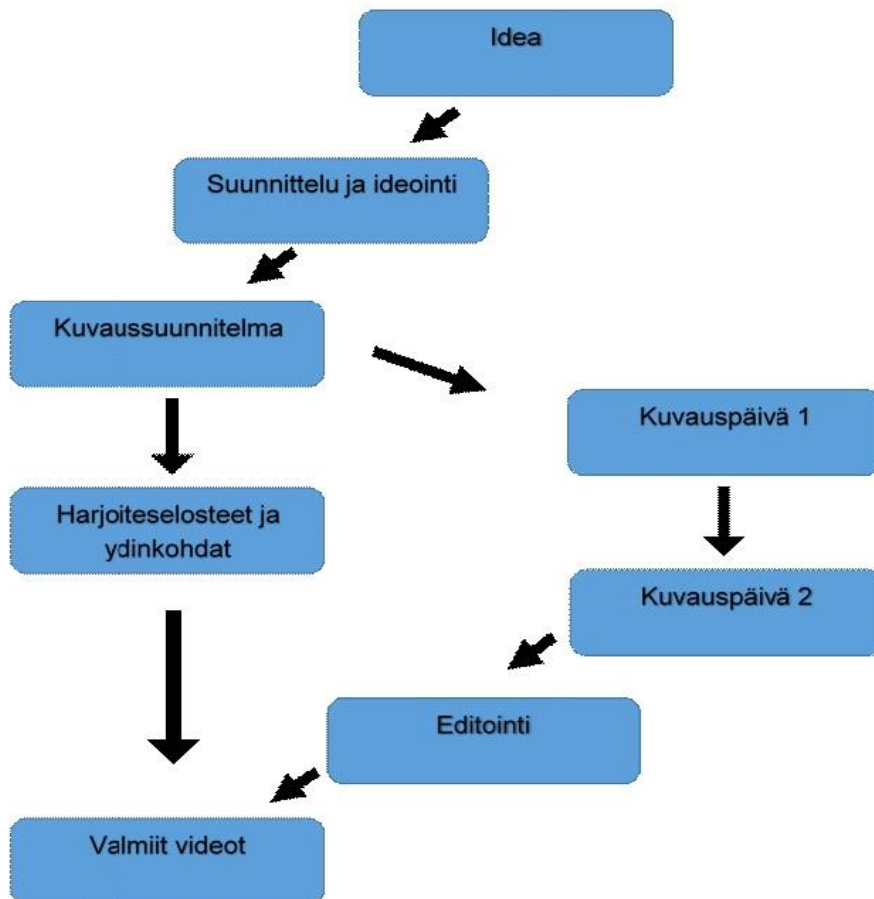 Idea
Suunnittelu ja ideointi
Kuvaussuunnitelma
Kuvauspäivä 1
Harjoiteselosteet ja
ydinkohdat
Kuvauspäivä 2
Editointi
Valmiit videot